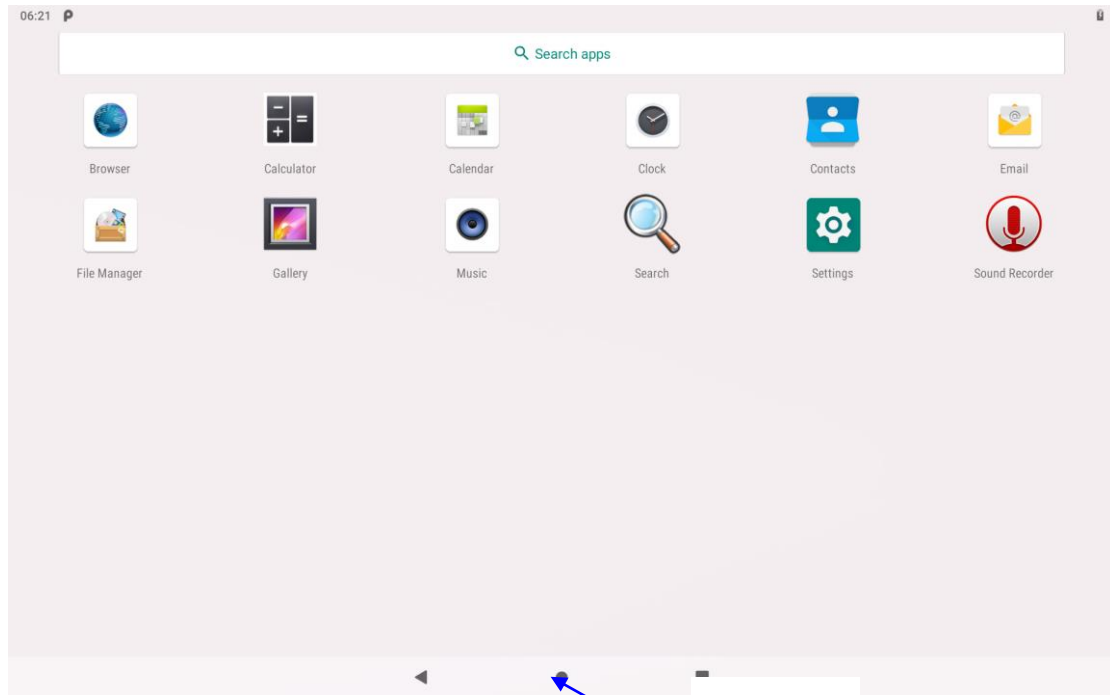 06:21
Search apps
Browser Calculator Calendar Clock Contacts Email
File Manager Gallery Music Search Settings Sound Recorder